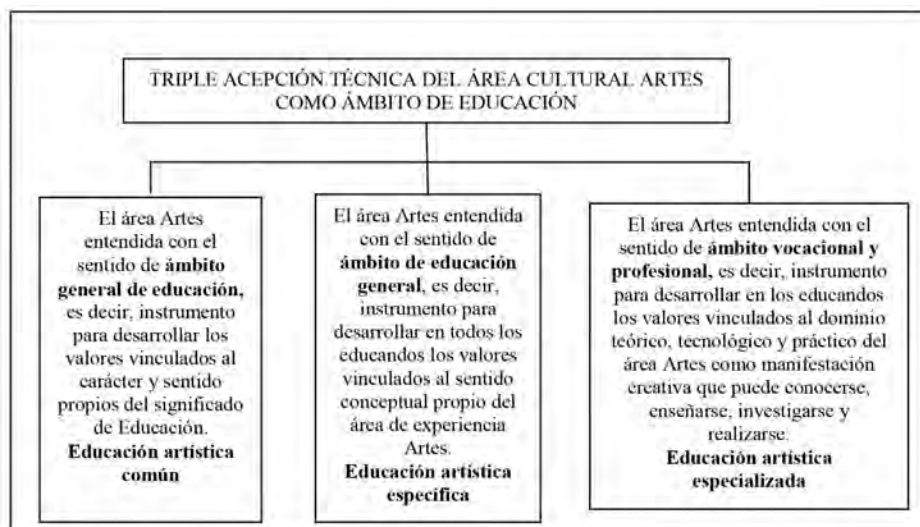 TRIPLE ACEPCIÓN TÉCNICA DEL ÁREA CULTURAL ARTES
COMO ÁMBITO DE EDUCACIÓN
El área Artes
entendida con el
sentido de ámbito
general de educación,
es decir, instrumento
para desarrollar los
valores vinculados al
carácter y sentido
propios del significado
de Educación.
Educación artística
común
El área Artes entendida
con el sentido de
ámbito de educación
general, es decir,
instrumento para
desarrollar en todos los
educandos los valores
vinculados al sentido
conceptual propio del
área de experiencia
Artes.
Educación artística
específica
El área Artes entendida con el
sentido de ámbito vocacional y
profesional, es decir, instrumento
para desarrollar en los educandos
los valores vinculados al dominio
teórico, tecnológico y práctico del
área Artes como manifestación
creativa que puede conocerse,
enseñarse, investigarse y
realizarse.
Educación artística
especializada